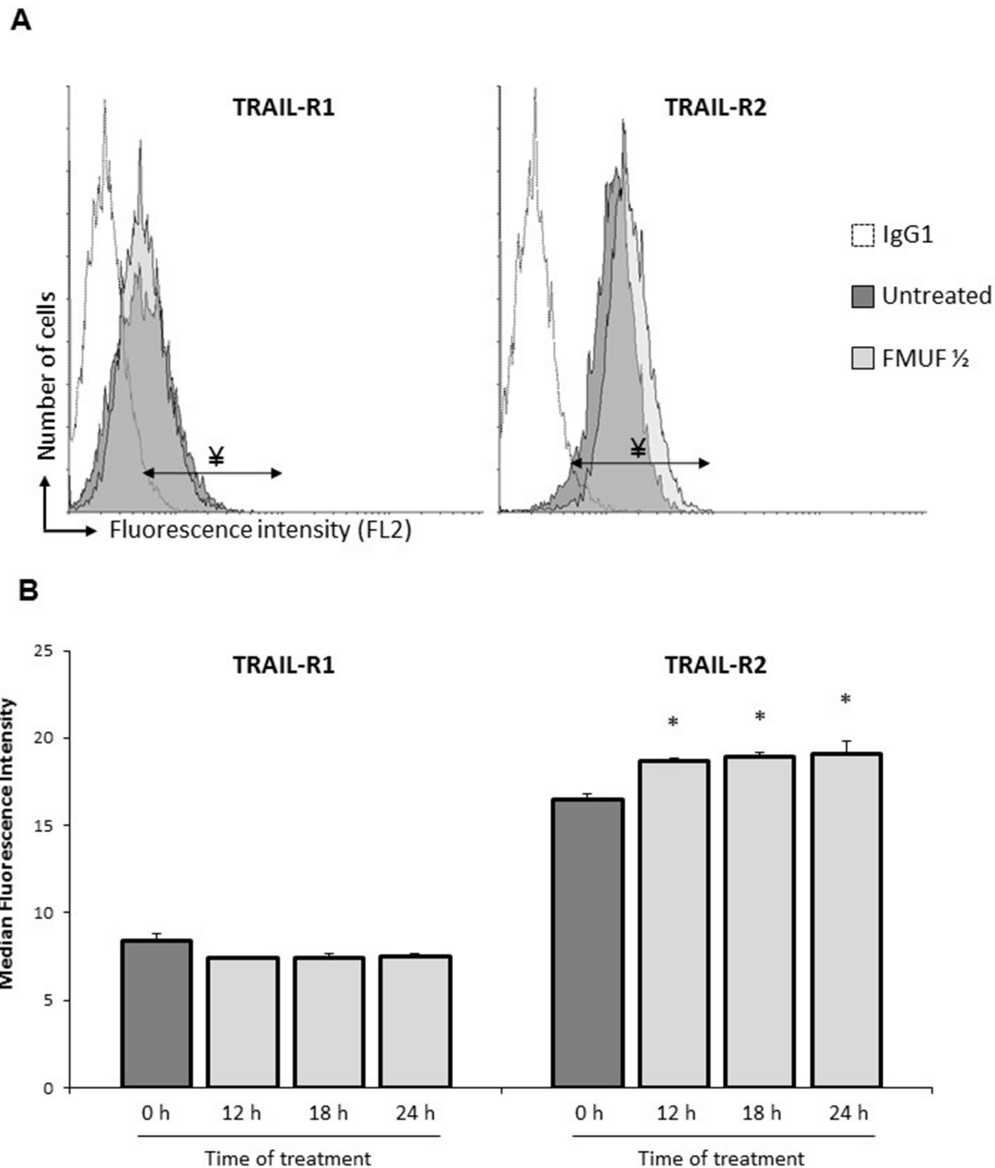 A
TRAIL-R1
TRAIL-R2
IgG1
Untreated
FMUF ½
Number of cells
¥
¥
Fluorescence intensity (FL2)
B
TRAIL-R1
TRAIL-R2
Median Fluorescence Intensity
25
20
15
10
5
0
* * *
0 h 12 h 18 h 24 h 0 h 12 h 18 h 24 h
Time of treatment
Time of treatment